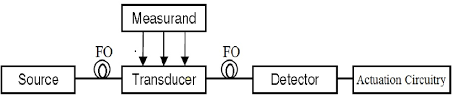 Measurand
FO
FO
Source
Transducer
Detector
Actuation Circuitry